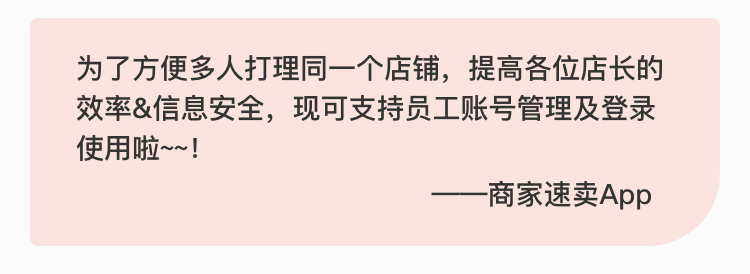 为了方便多人打理同一个店铺，提高各位店长的
效率&信息安全，现可支持员工账号管理及登录
使用啦~~！
——商家速卖App